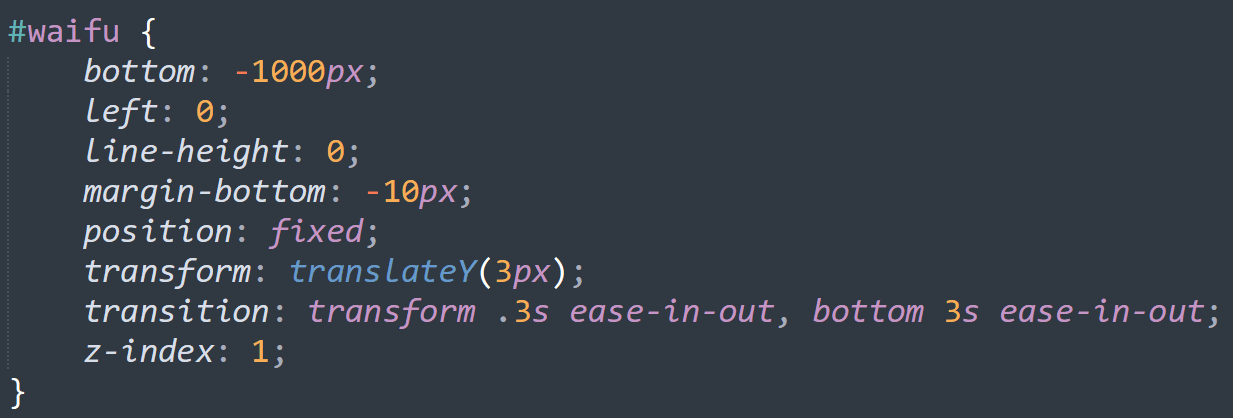 #waifu {
    bottom: -1000px;
    left: 0;
    line-height: 0;
    margin-bottom: -10px;
    position: fixed;
    transform: translateY(3px);
    transition: transform .3s ease-in-out, bottom 3s ease-in-out;
    z-index: 1;
}